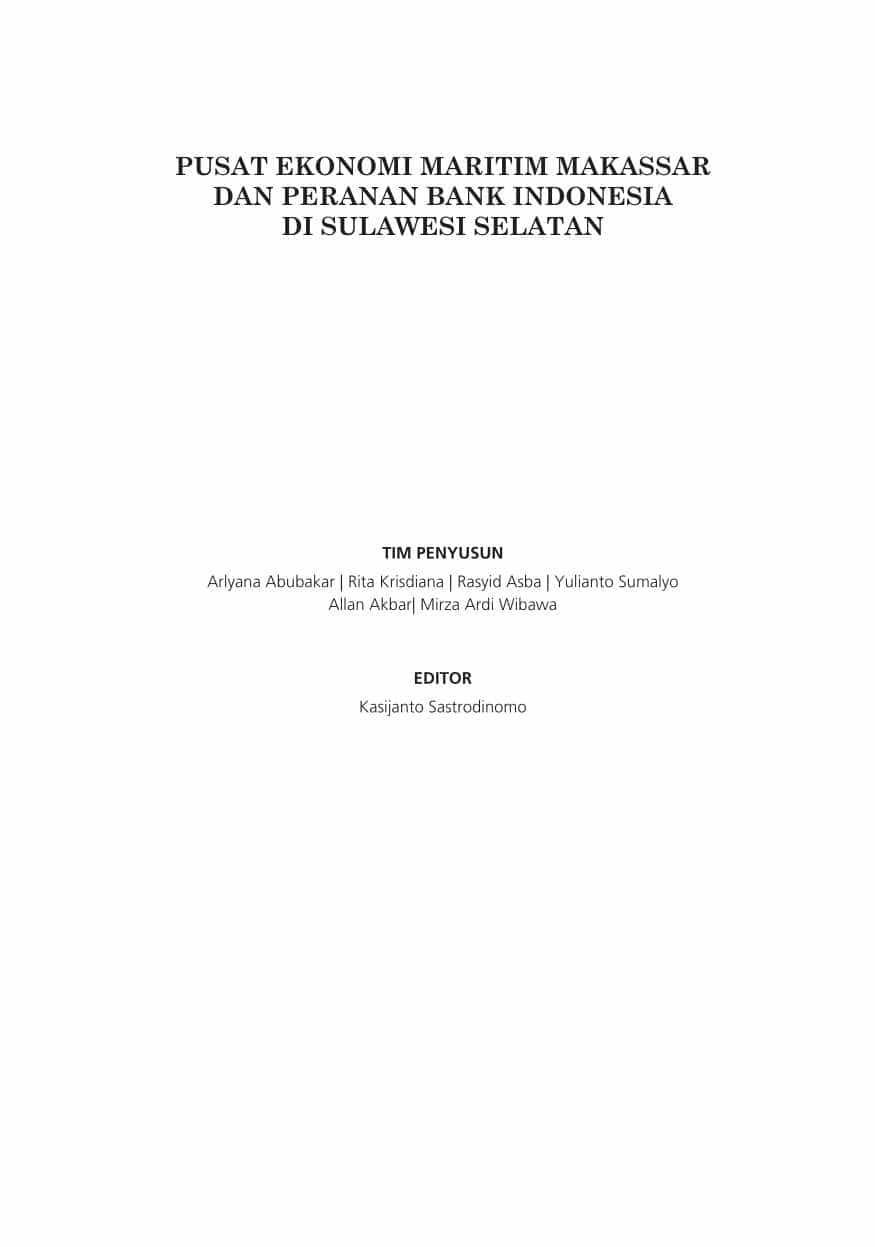 PUSAT EKONOMI MARITIM MAKASSAR
DAN PERANAN BANK INDONESIA
DI SULAWESI SELATAN
TIM PENYUSUN
Arlyana Abubakar | Rita Krisdiana | Rasyid Asba | Yulianto Sumalyo
Allan Akbar| Mirza Ardi Wibawa
EDITOR
Kasijanto Sastrodinomo